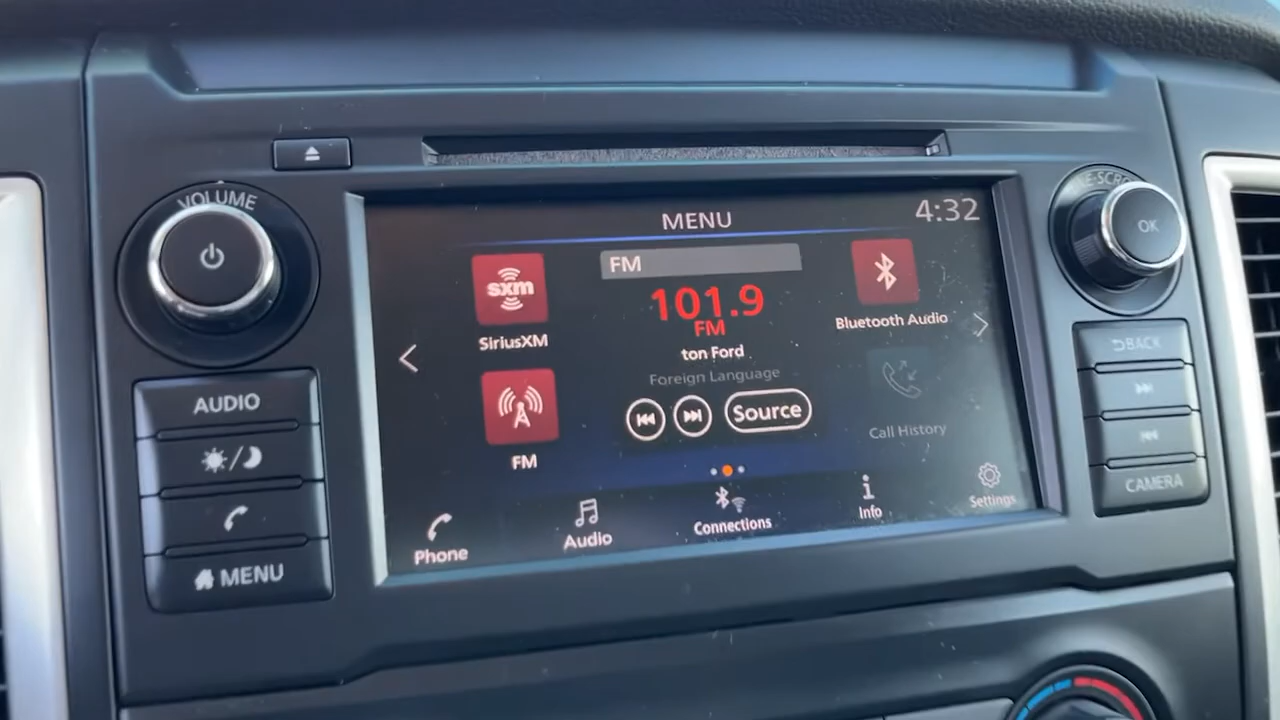 VOLUME
AUDIO
MENU
MENU
4:32
sxm
SiriusXM
FM
FM
101.9
FM
ton Ford
Foreign Language
Source
Bluetooth Audio
Call History
Phone
Audio
Connections
Info
Settings
OK
BACK
CAMERA